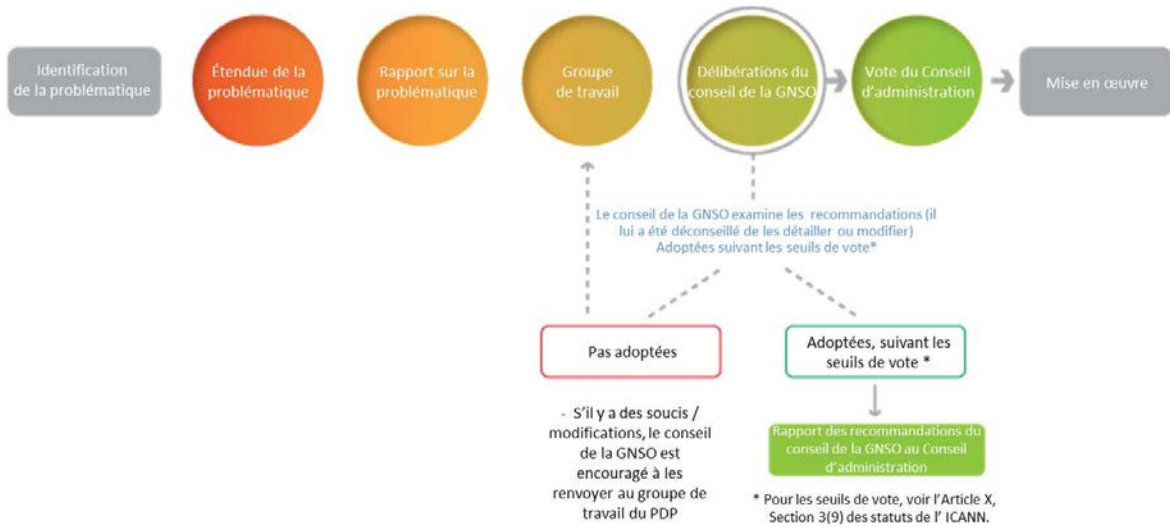 Identification
de la problématique
Étendue de la
problématique
Rapport sur la
problématique
Groupe
de travail
Délibérations du
conseil de la GNSO
Vote du Conseil
d'administration
Mise en œuvre
Le conseil de la GNSO examine les recommandations (il
lui a été déconseillé de les détailler ou modifier)
Adoptées suivant les seuils de vote*
Pas adoptées
- S'il y a des soucis /
modifications, le conseil
de la GNSO est
encouragé à les
renvoyer au groupe de
travail du PDP
Adoptées, suivant les
seuils de vote *
Rapport des recommandations du
conseil de la GNSO au Conseil
d'administration
* Pour les seuils de vote, voir l'Article X,
Section 3(9) des statuts de l' ICANN.